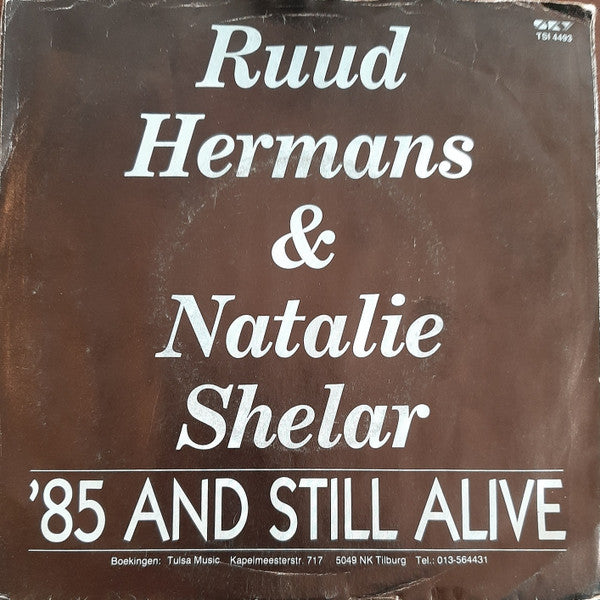 SKY
TSI 4493
Ruud
Hermans
&
Natalie
Shelar
'85 AND STILL ALIVE
Boekingen: Tulsa Music Kapelmeesterstr. 717 5049 NK Tilburg Tel.: 013-564431